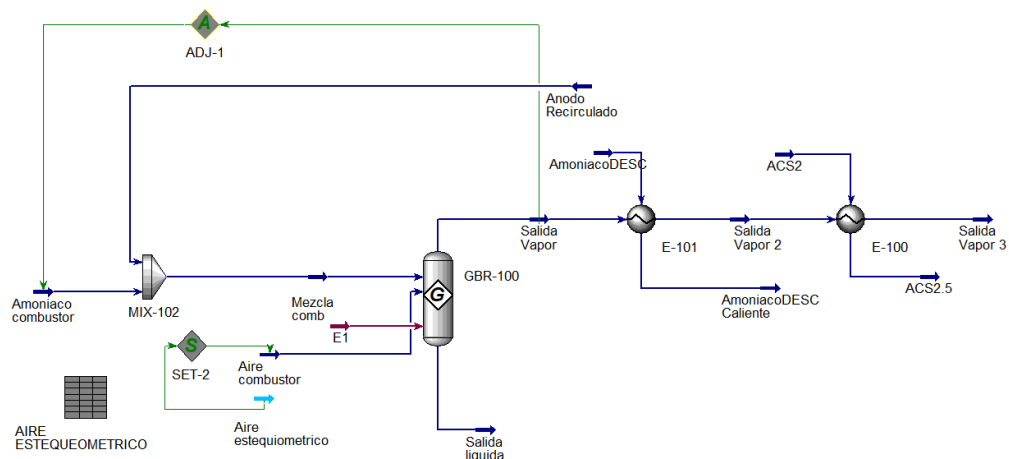 A
ADJ-1
Anodo
Recirculado
AmoniacoDESC
ACS2
Salida
Vapor
E-101
Salida
Vapor 2
E-100
Salida
Vapor 3
GBR-100
G
ACS2.5
AmoniacoDESC
Caliente
Amoniaco
combustor
MIX-102
Mezcla
comb
E1
S
SET-2
Aire
combustor
Aire
estequiometrico
AIRE
ESTEQUEOMETRICO
Salida
liquida